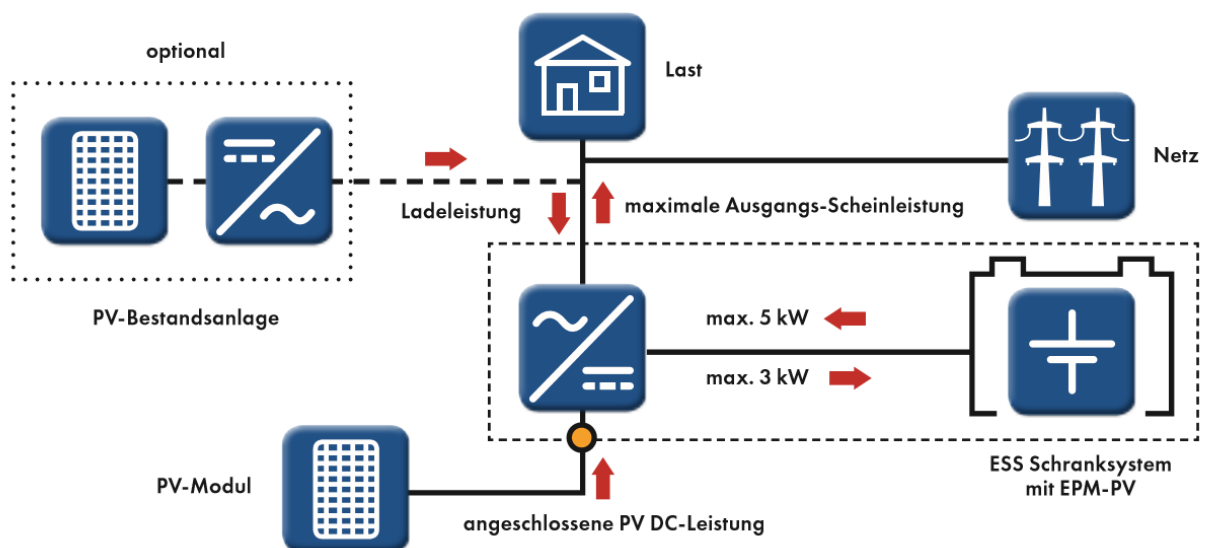 optional
Last
Netz
Ladeleistung
maximale Ausgangs-Scheinleistung
PV-Bestandsanlage
max. 5 kW
max. 3 kW
ESS Schranksystem
mit EPM-PV
PV-Modul
angeschlossene PV DC-Leistung